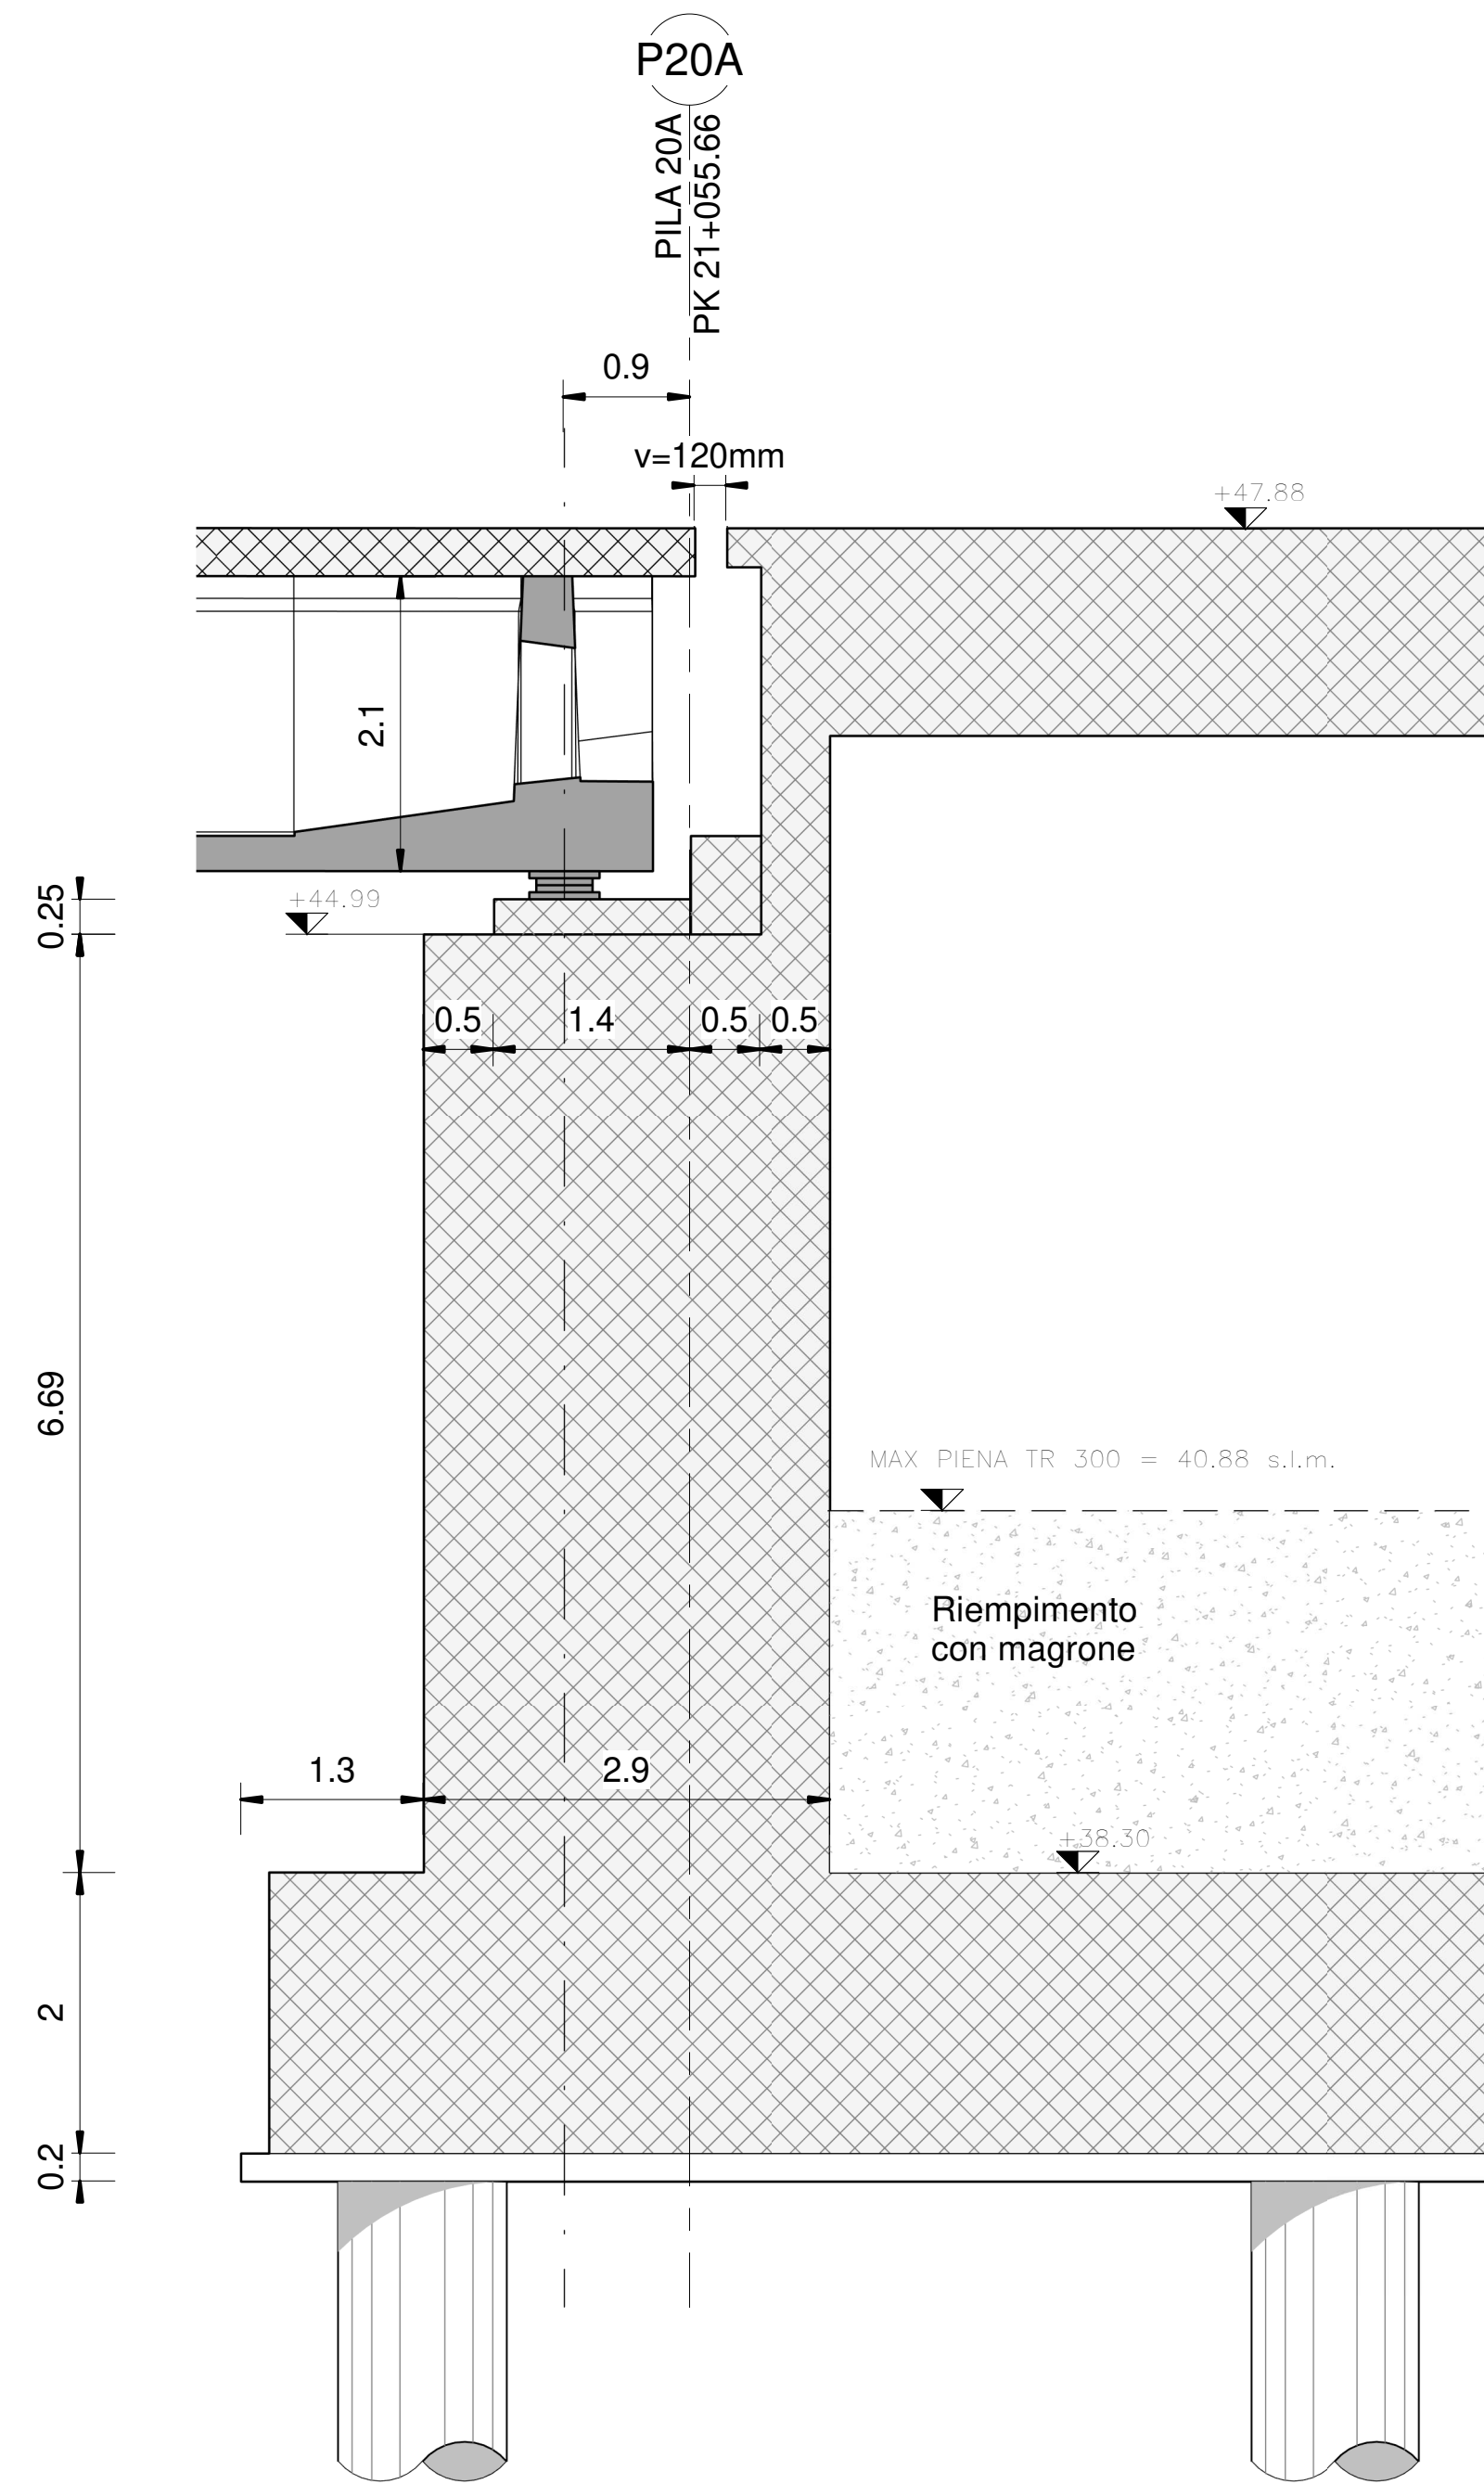 P20A
PILA 20A
PK 21+055.66
0.9
v=120mm
+47.88
2.1
0.25
+44.99
0.5
1.4
0.5
0.5
6.69
MAX PIENA TR 300 = 40.88 s.l.m.
Riempimento
con magrone
1.3
2.9
+38.30
2
0.2